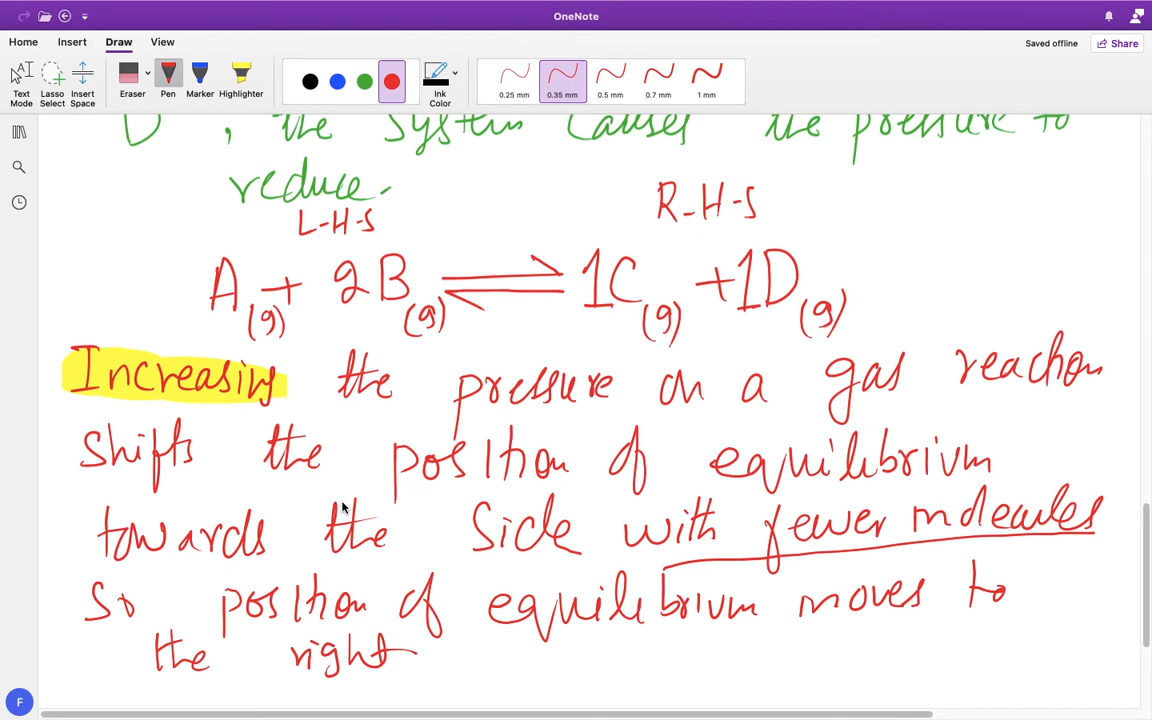 OneNote
Home Insert Draw View
Saved offline
Share
Text Mode
Lasso Select
Insert Space
Eraser
Pen
Marker
Highlighter
Ink Color
0.25 mm
0.35 mm
0.5 mm
0.7 mm
1 mm
, the system causes the pressure to
reduce.
L-H-S R-H-S
A(g) + 2B(g) ⇌ 1C(g) + 1D(g)
Increasing the pressure on a gas reaction
shifts the position of equilibrium
towards the side with fewer molecules
So position of equilibrium moves to
the right
F